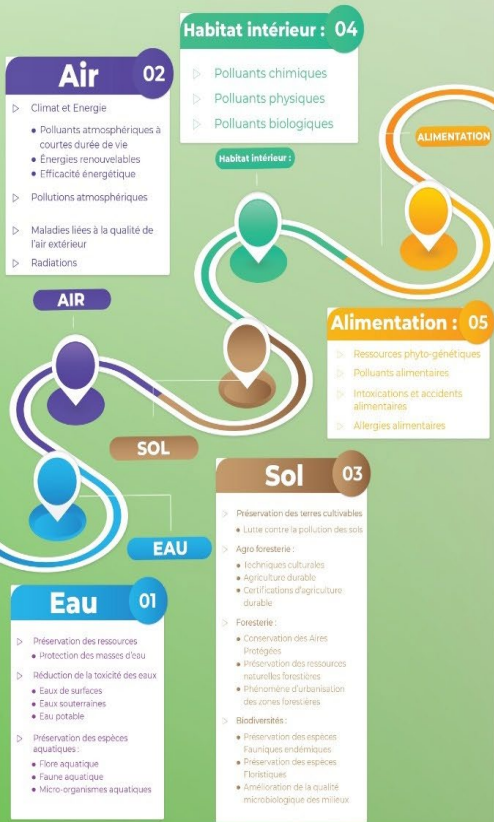 Habitat intérieur : 04
Polluants chimiques
Polluants physiques
Polluants biologiques
Air 02
Climat et Energie
Polluants atmosphériques à
courtes durée de vie
Énergies renouvelables
Efficacité énergétique
Pollutions atmosphériques
Maladies liées à la qualité de
l'air extérieur
Radiations
ALIMENTATION
Habitat intérieur :
AIR
Alimentation : 05
Ressources phyto-génétiques
Polluants alimentaires
Intoxications et accidents
alimentaires
Allergies alimentaires
SOL
EAU
Sol 03
Préservation des terres cultivables
Lutte contre la pollution des sols
Agro foresterie :
Techniques culturales
Agriculture durable
Certifications d'agriculture
durable
Foresterie :
Conservation des Aires
Protégées
Préservation des ressources
naturelles forestières
Phénomène d'urbanisation
des zones forestières
Biodiversités :
Préservation des espèces
Fauniques endémiques
Préservation des espèces
Floristiques
Amélioration de la qualité
microbiologique des milieux
Eau 01
Préservation des ressources
Protection des masses d'eau
Réduction de la toxicité des eaux
Eaux de surfaces
Eaux souterraines
Eau potable
Préservation des espèces
aquatiques :
Flore aquatique
Faune aquatique
Micro-organismes aquatiques